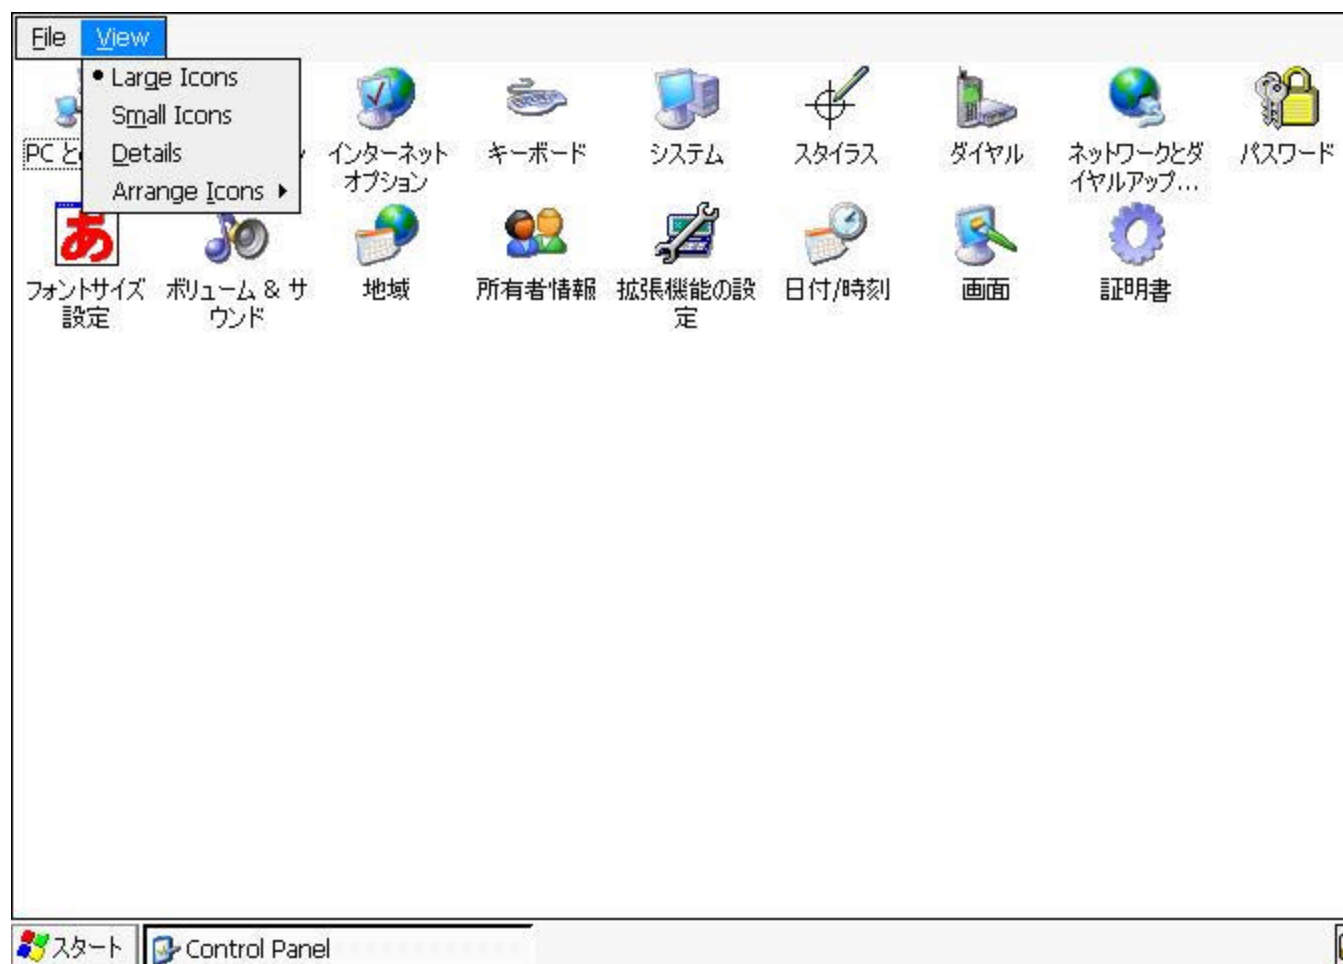 File View
Large Icons
Small Icons
Details
Arrange Icons
PC と
インターネット
オプション
キーボード
システム
スタイラス
ダイヤル
ネットワークとダ
イヤルアップ...
パスワード
フォントサイズ
設定
ボリューム & サ
ウンド
地域
所有者情報
拡張機能の設
定
日付/時刻
画面
証明書
スタート
Control Panel